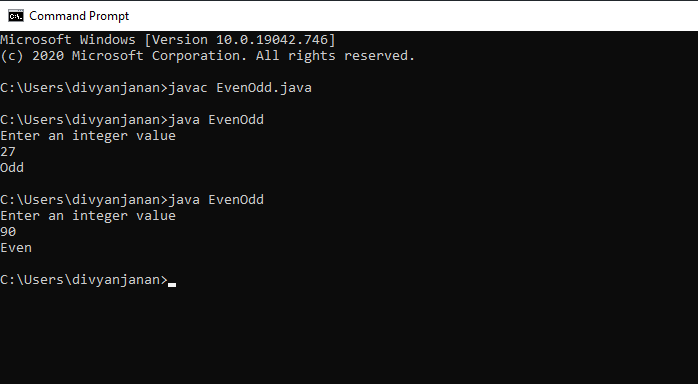 Command Prompt
Microsoft Windows [Version 10.0.19042.746]
(c) 2020 Microsoft Corporation. All rights reserved.
C:\Users\divyanjanan>javac EvenOdd.java
C:\Users\divyanjanan>java EvenOdd
Enter an integer value
27
Odd
C:\Users\divyanjanan>java EvenOdd
Enter an integer value
90
Even
C:\Users\divyanjanan>